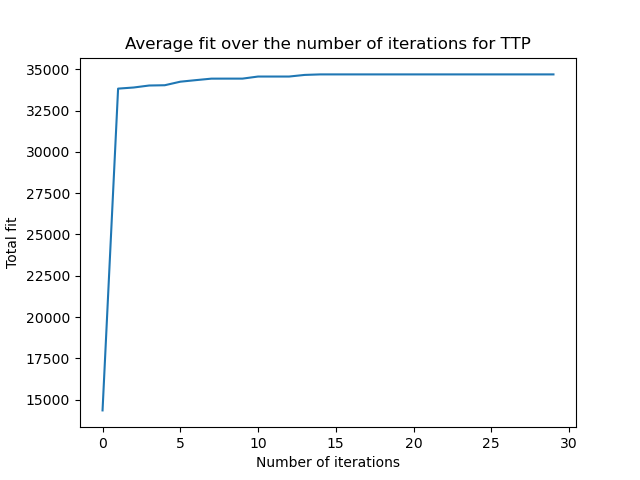 Average fit over the number of iterations for TTP
35000
32500
30000
27500
25000
22500
20000
17500
15000
Total fit
0 5 10 15 20 25 30
Number of iterations